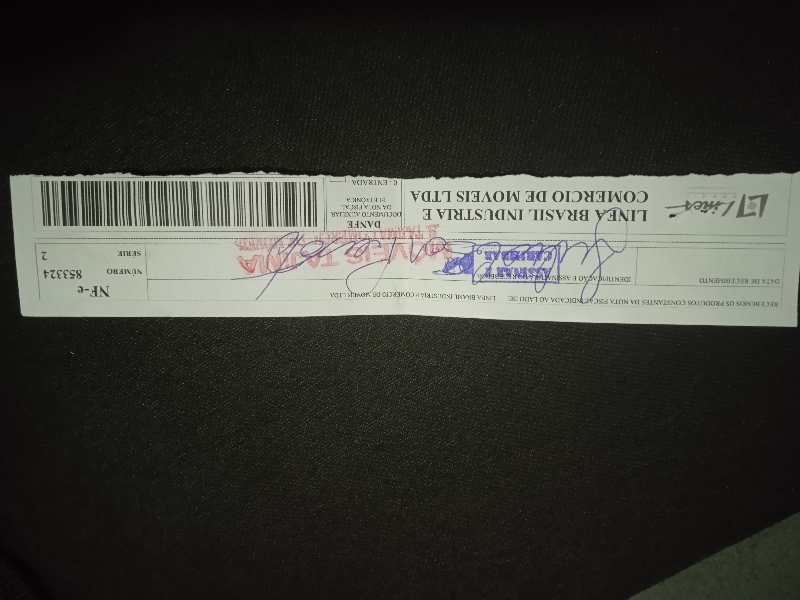 RECEBEMOS OS PRODUTOS CONSTANTES DA NOTA FISCAL INDICADA AO LADO DE LINEA BRASIL INDUSTRIA E COMERCIO DE MOVEIS LTDA
NF-e
DATA DE RECEBIMENTO
IDENTIFICAÇÃO E ASSINATURA DO RECEBEDOR
NÚMERO 853324
SÉRIE 2
ASSINAR E
CARIMBAR
Linea
LINEA BRASIL INDUSTRIA E
COMERCIO DE MOVEIS LTDA
DANFE
DOCUMENTO AUXILIAR
DA NOTA FISCAL
ELETRÔNICA
0 - ENTRADA